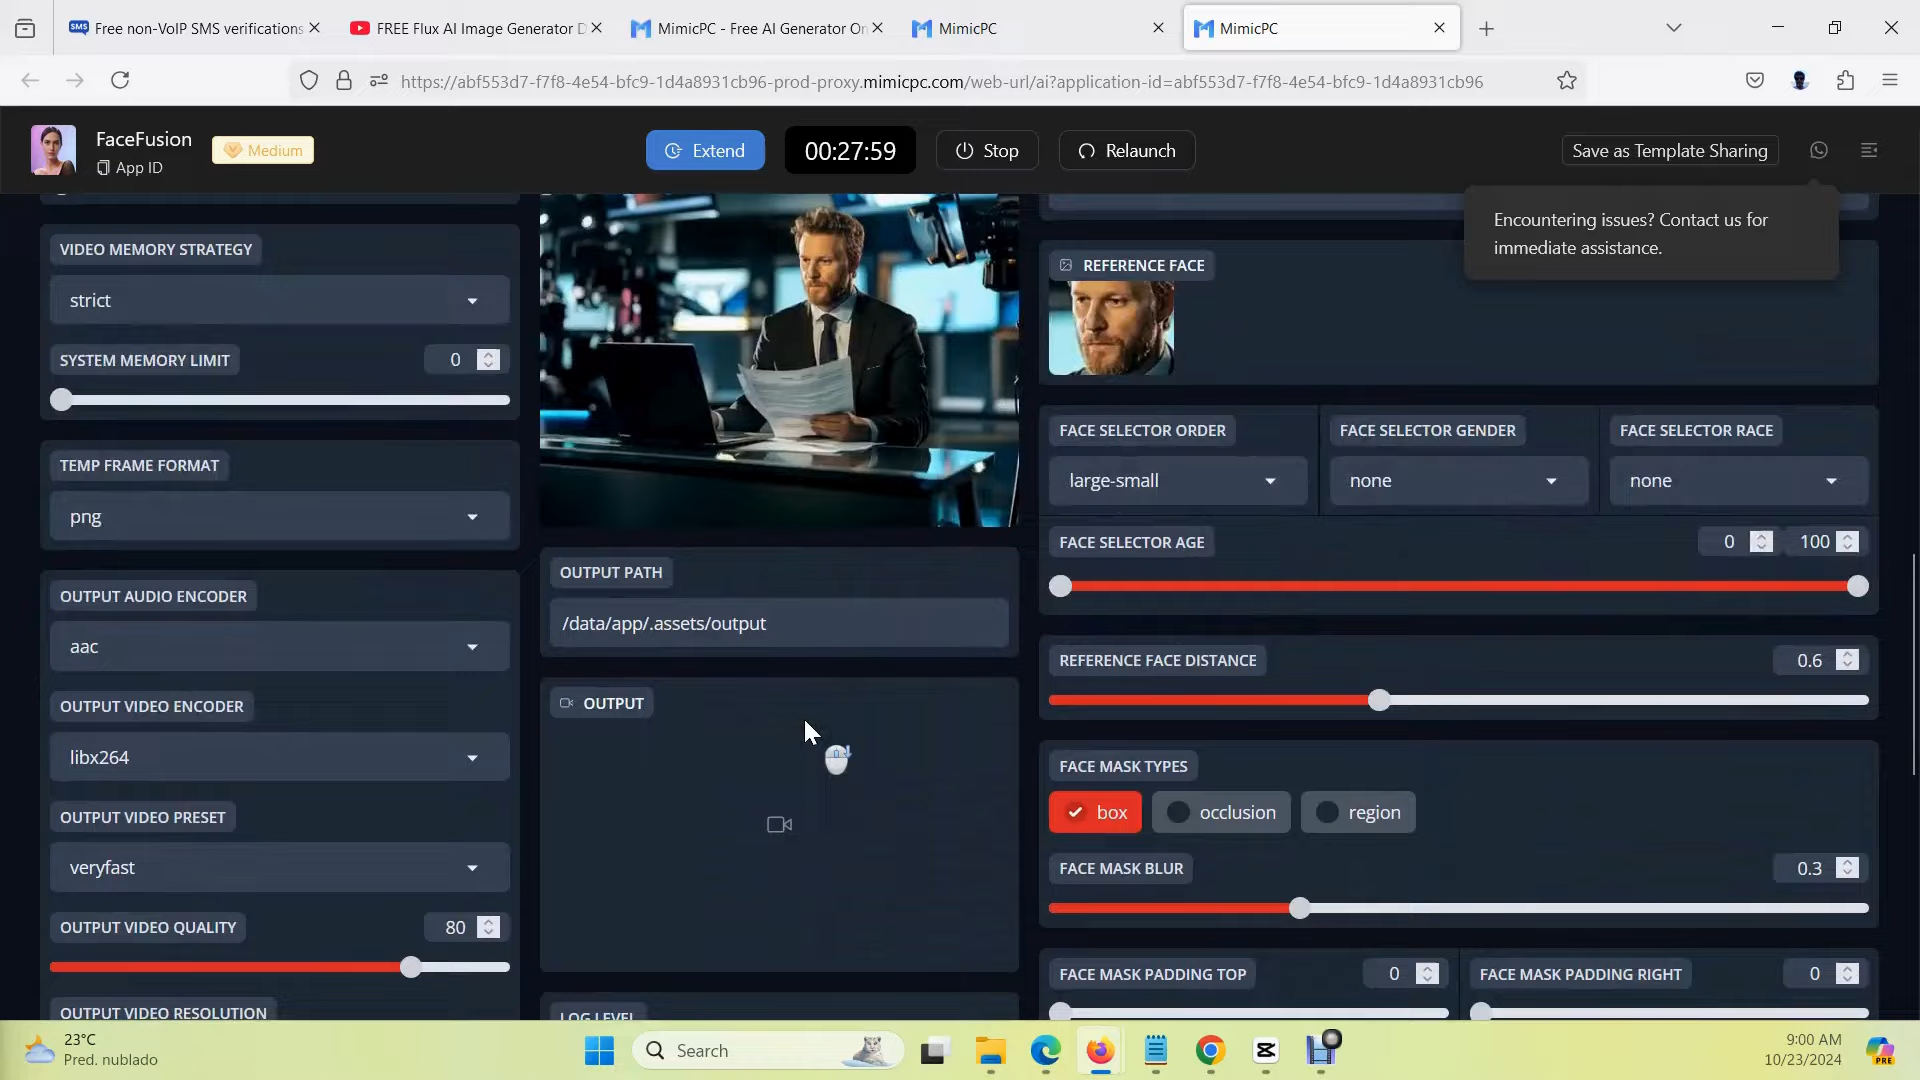 Free non-VoIP SMS verifications
FREE Flux AI Image Generator D
MimicPC - Free AI Generator On
MimicPC
MimicPC
https://abf553d7-f7f8-4e54-bfc9-1d4a8931cb96-prod-proxy.mimicpc.com/web-url/ai?application-id=abf553d7-f7f8-4e54-bfc9-1d4a8931cb96
FaceFusion
App ID
Medium
Extend
00:27:59
Stop
Relaunch
Save as Template Sharing
Encountering issues? Contact us for
immediate assistance.
VIDEO MEMORY STRATEGY
strict
SYSTEM MEMORY LIMIT
0
TEMP FRAME FORMAT
png
OUTPUT AUDIO ENCODER
aac
OUTPUT VIDEO ENCODER
libx264
OUTPUT VIDEO PRESET
veryfast
OUTPUT VIDEO QUALITY
80
OUTPUT VIDEO RESOLUTION
OUTPUT PATH
/data/app/.assets/output
OUTPUT
LOG LEVEL
REFERENCE FACE
FACE SELECTOR ORDER
large-small
FACE SELECTOR GENDER
none
FACE SELECTOR RACE
none
FACE SELECTOR AGE
0
100
REFERENCE FACE DISTANCE
0.6
FACE MASK TYPES
box
occlusion
region
FACE MASK BLUR
0.3
FACE MASK PADDING TOP
0
FACE MASK PADDING RIGHT
0
23°C
Pred. nublado
Search
9:00 AM
10/23/2024
SMS
PRE